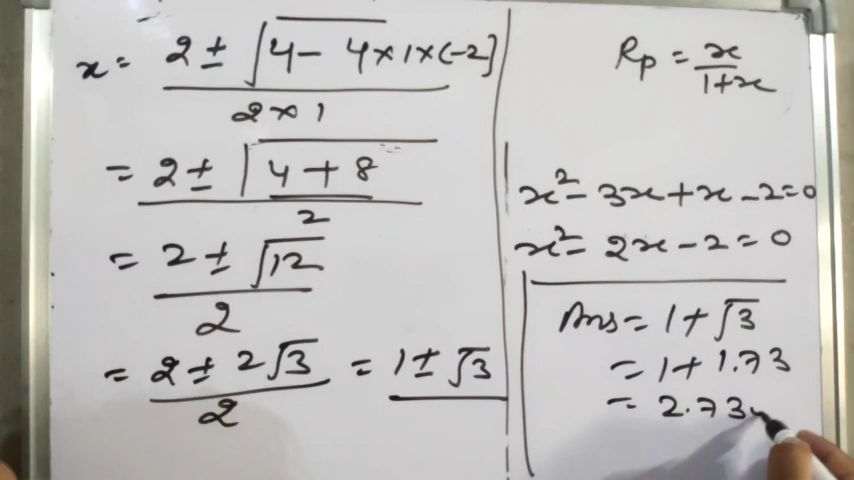 x = 2 ± √4 - 4×1×(-2)
2 × 1
= 2 ± √4 + 8
2
= 2 ± √12
2
= 2 ± 2√3 = 1 ± √3
2
Rp = x
1+x
x² - 3x + x - 2 = 0
x² - 2x - 2 = 0
Ans = 1 + √3
= 1 + 1.73
= 2.73